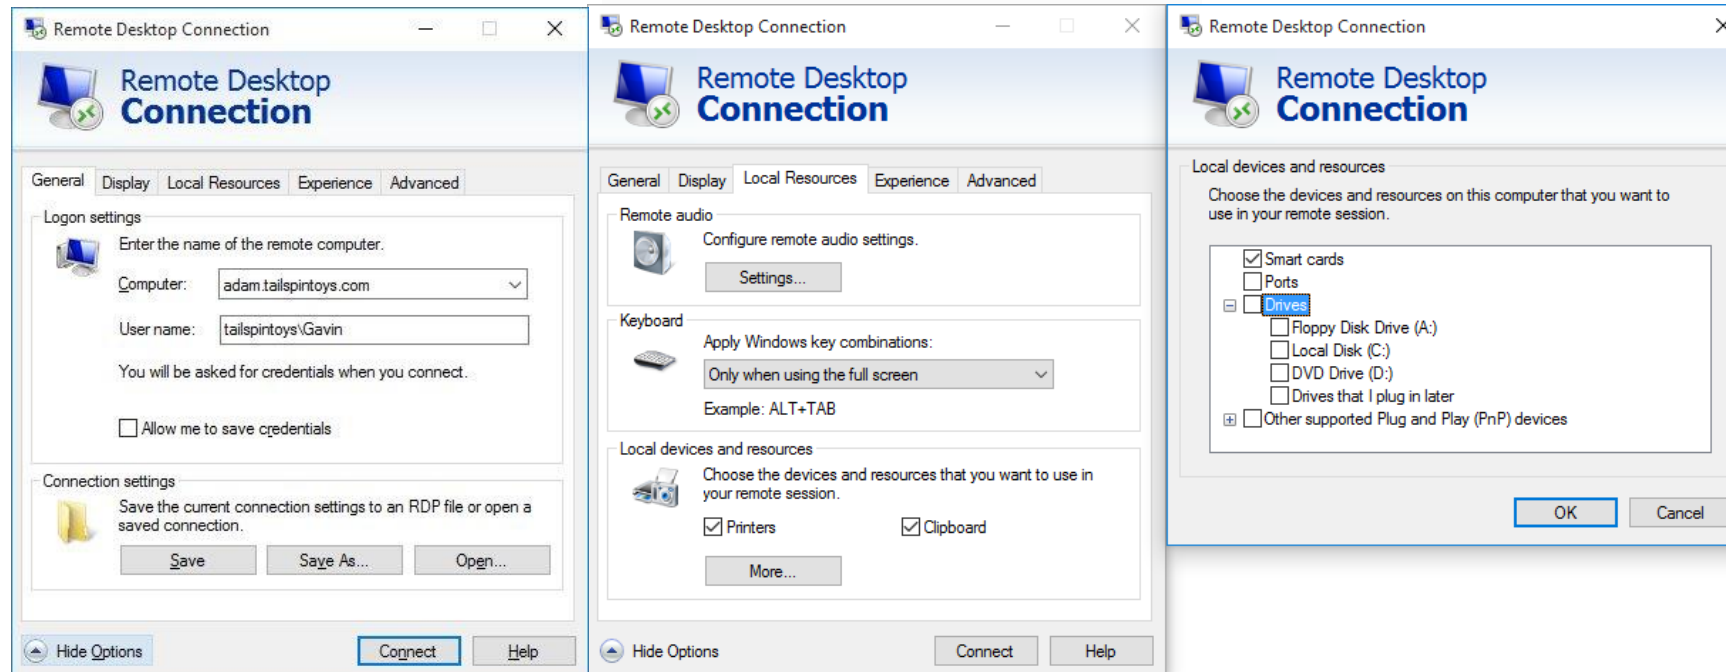 Remote Desktop Connection
Remote Desktop
Connection
General Display Local Resources Experience Advanced
Logon settings
Enter the name of the remote computer.
Computer: adam.tailspintoys.com
User name: tailspintoys\Gavin
You will be asked for credentials when you connect.
Allow me to save credentials
Connection settings
Save the current connection settings to an RDP file or open a
saved connection.
Save Save As... Open...
Hide Options Connect Help
Remote Desktop Connection
Remote Desktop
Connection
General Display Local Resources Experience Advanced
Remote audio
Configure remote audio settings.
Settings...
Keyboard
Apply Windows key combinations:
Only when using the full screen
Example: ALT+TAB
Local devices and resources
Choose the devices and resources that you want to use in
your remote session.
Printers Clipboard
More...
Hide Options Connect Help
Remote Desktop Connection
Remote Desktop
Connection
Local devices and resources
Choose the devices and resources on this computer that you want to
use in your remote session.
Smart cards
Ports
Drives
Floppy Disk Drive (A:)
Local Disk (C:)
DVD Drive (D:)
Drives that I plug in later
Other supported Plug and Play (PnP) devices
OK Cancel